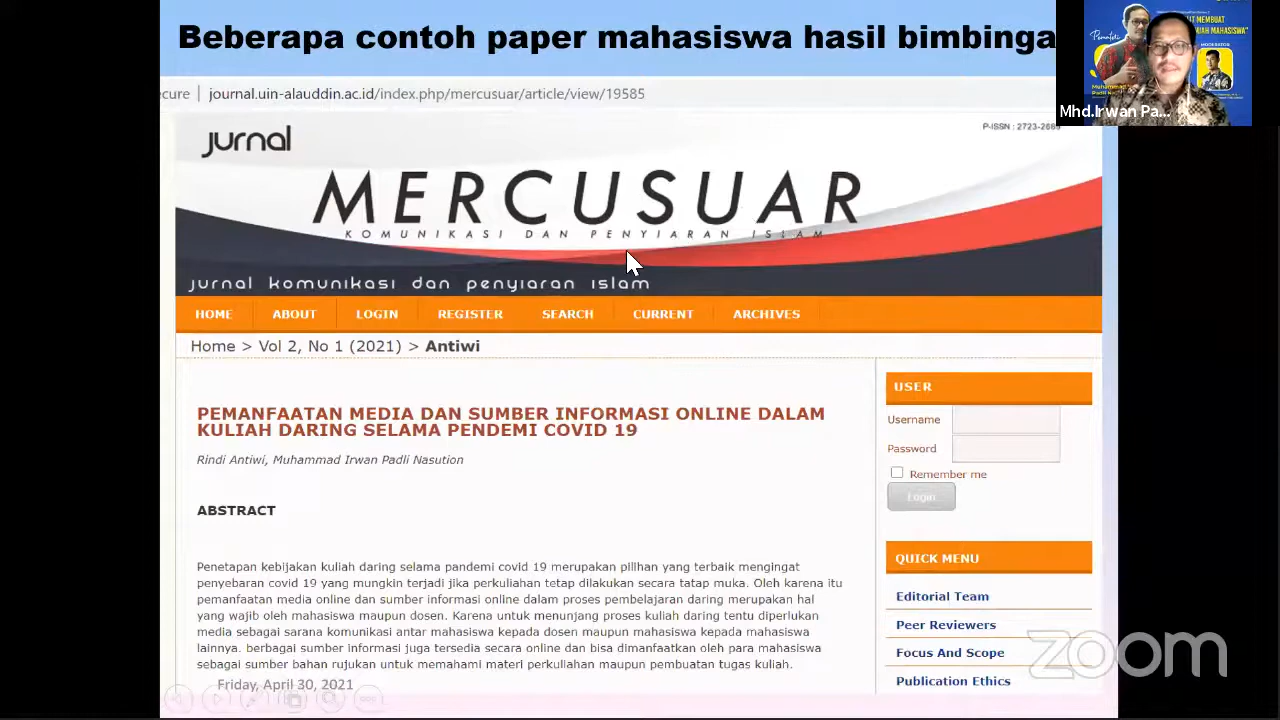 Beberapa contoh paper mahasiswa hasil bimbinga
ecure | journal.uin-alauddin.ac.id/index.php/mercusuar/article/view/19585
Mhd.Irwan Pa...
jurnal
P-ISSN : 2723-2669
MERCUSUAR
KOMUNIKASI DAN PENYIARAN ISLAM
jurnal komunikasi dan penyiaran islam
HOME ABOUT LOGIN REGISTER SEARCH CURRENT ARCHIVES
Home > Vol 2, No 1 (2021) > Antiwi
PEMANFAATAN MEDIA DAN SUMBER INFORMASI ONLINE DALAM
KULIAH DARING SELAMA PENDEMI COVID 19
Rindi Antiwi, Muhammad Irwan Padli Nasution
ABSTRACT
Penetapan kebijakan kuliah daring selama pandemi covid 19 merupakan pilihan yang terbaik mengingat
penyebaran covid 19 yang mungkin terjadi jika perkuliahan tetap dilakukan secara tatap muka. Oleh karena itu
pemanfaatan media online dan sumber informasi online dalam proses pembelajaran daring merupakan hal
yang wajib oleh mahasiswa maupun dosen. Karena untuk menunjang proses kuliah daring tentu diperlukan
media sebagai sarana komunikasi antar mahasiswa kepada dosen maupun mahasiswa kepada mahasiswa
lainnya. berbagai sumber informasi juga tersedia secara online dan bisa dimanfaatkan oleh para mahasiswa
sebagai sumber bahan rujukan untuk memahami materi perkuliahan maupun pembuatan tugas kuliah.
Friday, April 30, 2021
USER
Username
Password
Remember me
Login
QUICK MENU
Editorial Team
Peer Reviewers
Focus And Scope
Publication Ethics
zoom